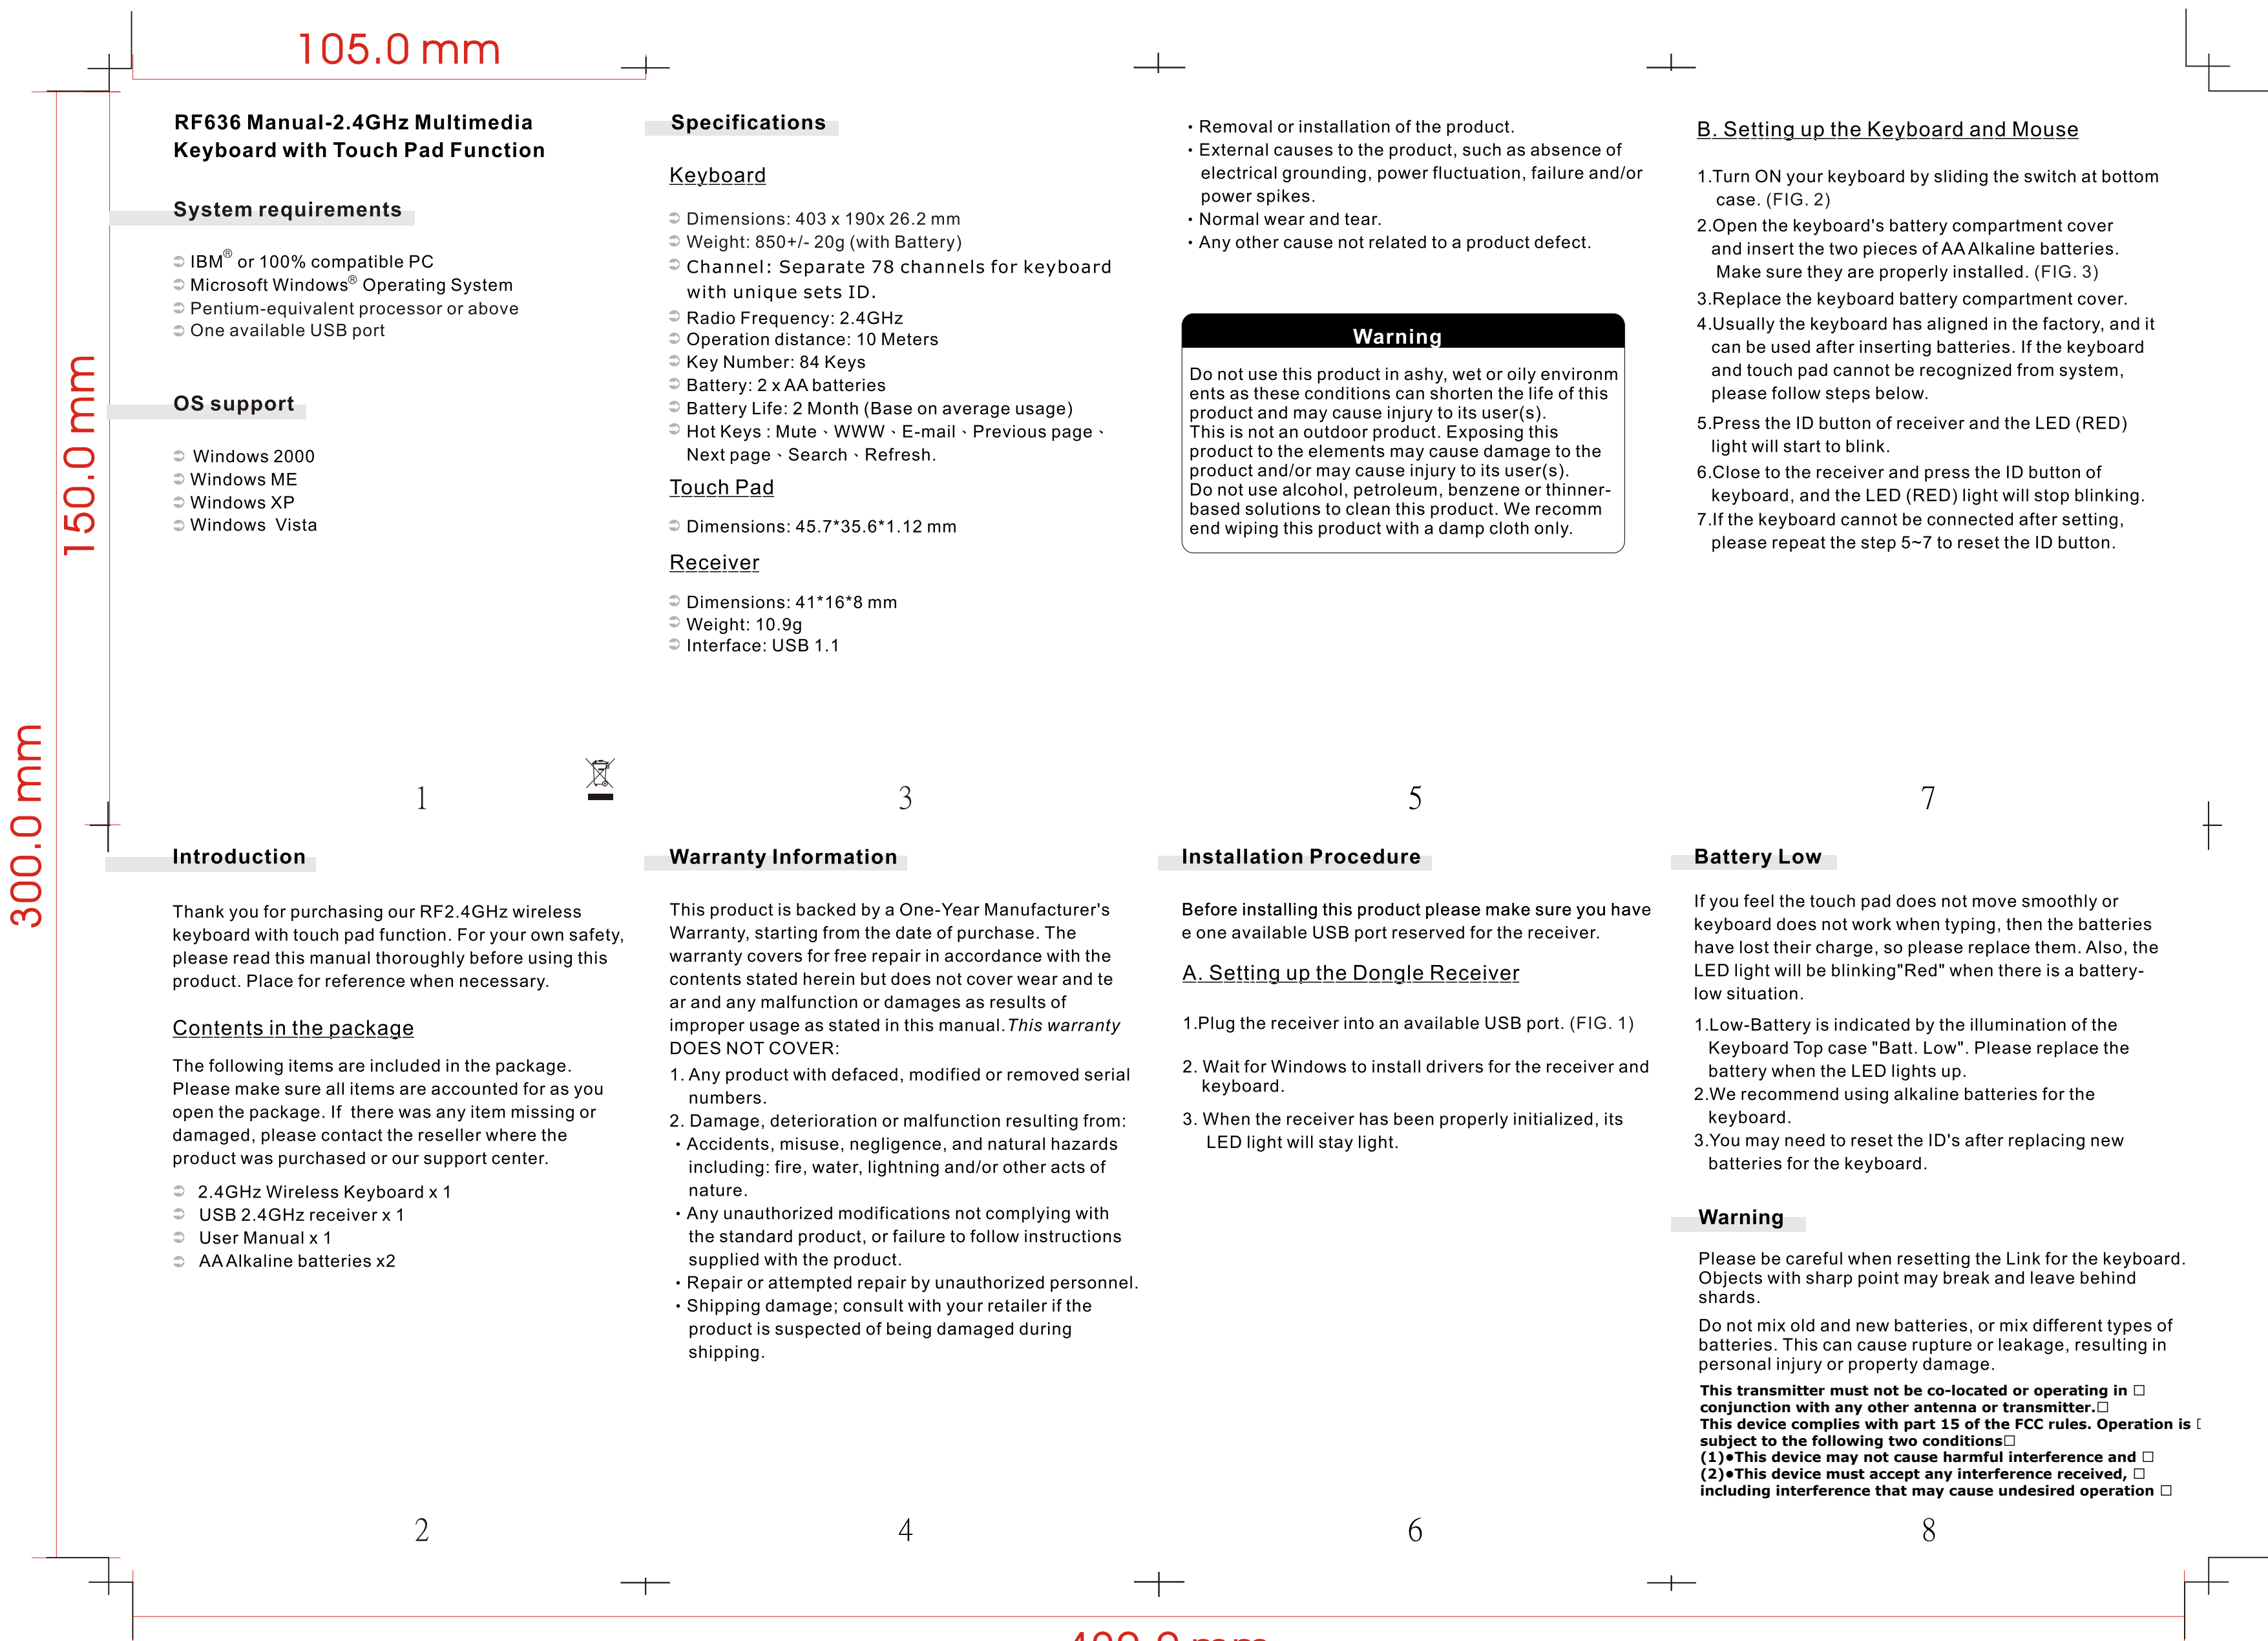 105.0 mm
150.0 mm
300.0 mm
RF636 Manual-2.4GHz Multimedia
Keyboard with Touch Pad Function
System requirements
IBM® or 100% compatible PC
Microsoft Windows® Operating System
Pentium-equivalent processor or above
One available USB port
OS support
Windows 2000
Windows ME
Windows XP
Windows  Vista
1
Introduction
Thank you for purchasing our RF2.4GHz wireless
keyboard with touch pad function. For your own safety,
please read this manual thoroughly before using this
product. Place for reference when necessary.
Contents in the package
The following items are included in the package.
Please make sure all items are accounted for as you
open the package. If  there was any item missing or
damaged, please contact the reseller where the
product was purchased or our support center.
2.4GHz Wireless Keyboard x 1
USB 2.4GHz receiver x 1
User Manual x 1
AA Alkaline batteries x2
2
Specifications
Keyboard
Dimensions: 403 x 190x 26.2 mm
Weight: 850+/- 20g (with Battery)
Channel: Separate 78 channels for keyboard
with unique sets ID.
Radio Frequency: 2.4GHz
Operation distance: 10 Meters
Key Number: 84 Keys
Battery: 2 x AA batteries
Battery Life: 2 Month (Base on average usage)
Hot Keys : Mute、WWW、E-mail、Previous page、
Next page、Search、Refresh.
Touch Pad
Dimensions: 45.7*35.6*1.12 mm
Receiver
Dimensions: 41*16*8 mm
Weight: 10.9g
Interface: USB 1.1
3
Warranty Information
This product is backed by a One-Year Manufacturer's
Warranty, starting from the date of purchase. The
warranty covers for free repair in accordance with the
contents stated herein but does not cover wear and te
ar and any malfunction or damages as results of
improper usage as stated in this manual. This warranty
DOES NOT COVER:
1. Any product with defaced, modified or removed serial
numbers.
2. Damage, deterioration or malfunction resulting from:
• Accidents, misuse, negligence, and natural hazards
including: fire, water, lightning and/or other acts of
nature.
• Any unauthorized modifications not complying with
the standard product, or failure to follow instructions
supplied with the product.
• Repair or attempted repair by unauthorized personnel.
• Shipping damage; consult with your retailer if the
product is suspected of being damaged during
shipping.
4
• Removal or installation of the product.
• External causes to the product, such as absence of
electrical grounding, power fluctuation, failure and/or
power spikes.
• Normal wear and tear.
• Any other cause not related to a product defect.
Warning
Do not use this product in ashy, wet or oily environm
ents as these conditions can shorten the life of this
product and may cause injury to its user(s).
This is not an outdoor product. Exposing this
product to the elements may cause damage to the
product and/or may cause injury to its user(s).
Do not use alcohol, petroleum, benzene or thinner-
based solutions to clean this product. We recomm
end wiping this product with a damp cloth only.
5
Installation Procedure
Before installing this product please make sure you have
e one available USB port reserved for the receiver.
A. Setting up the Dongle Receiver
1.Plug the receiver into an available USB port. (FIG. 1)
2. Wait for Windows to install drivers for the receiver and
keyboard.
3. When the receiver has been properly initialized, its
LED light will stay light.
6
B. Setting up the Keyboard and Mouse
1.Turn ON your keyboard by sliding the switch at bottom
case. (FIG. 2)
2.Open the keyboard's battery compartment cover
and insert the two pieces of AA Alkaline batteries.
Make sure they are properly installed. (FIG. 3)
3.Replace the keyboard battery compartment cover.
4.Usually the keyboard has aligned in the factory, and it
can be used after inserting batteries. If the keyboard
and touch pad cannot be recognized from system,
please follow steps below.
5.Press the ID button of receiver and the LED (RED)
light will start to blink.
6.Close to the receiver and press the ID button of
keyboard, and the LED (RED) light will stop blinking.
7.If the keyboard cannot be connected after setting,
please repeat the step 5~7 to reset the ID button.
7
Battery Low
If you feel the touch pad does not move smoothly or
keyboard does not work when typing, then the batteries
have lost their charge, so please replace them. Also, the
LED light will be blinking"Red" when there is a battery-
low situation.
1.Low-Battery is indicated by the illumination of the
Keyboard Top case "Batt. Low". Please replace the
battery when the LED lights up.
2.We recommend using alkaline batteries for the
keyboard.
3.You may need to reset the ID's after replacing new
batteries for the keyboard.
Warning
Please be careful when resetting the Link for the keyboard.
Objects with sharp point may break and leave behind
shards.
Do not mix old and new batteries, or mix different types of
batteries. This can cause rupture or leakage, resulting in
personal injury or property damage.
This transmitter must not be co-located or operating in □
conjunction with any other antenna or transmitter.□
This device complies with part 15 of the FCC rules. Operation is □
subject to the following two conditions□
(1)●This device may not cause harmful interference and □
(2)●This device must accept any interference received, □
including interference that may cause undesired operation □
8